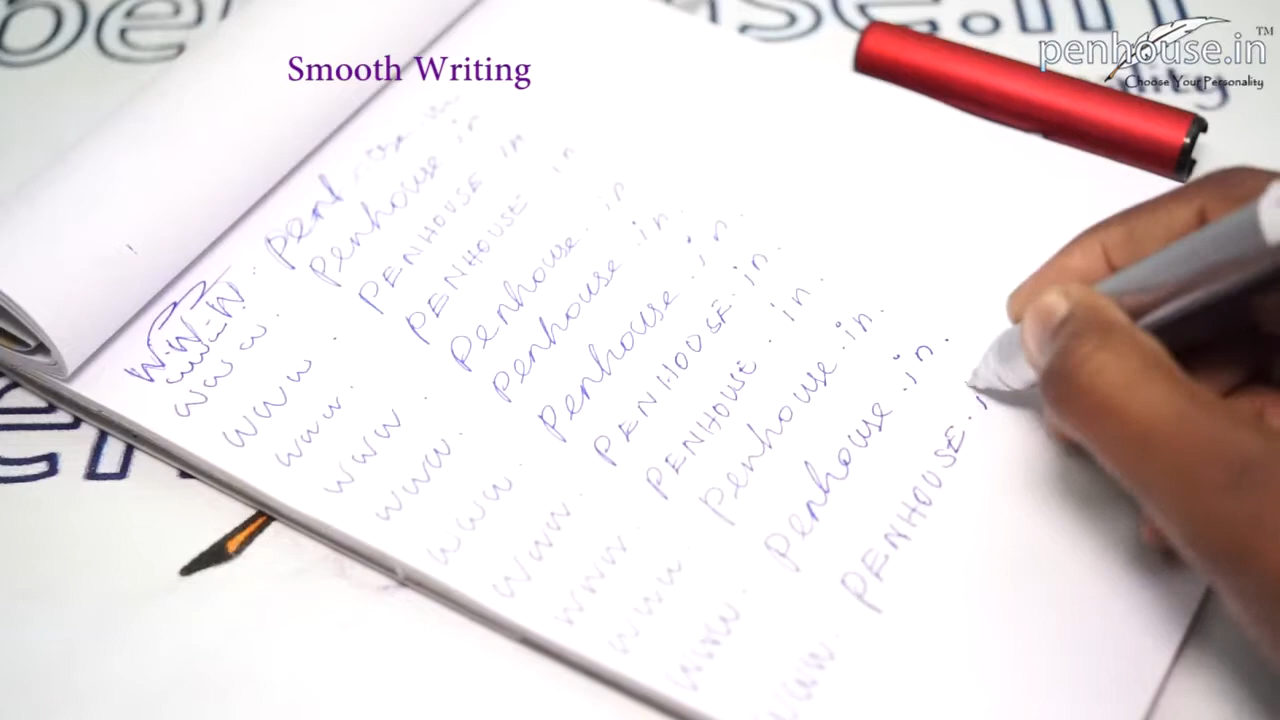 Smooth Writing
penhouse.in™
Choose Your Personality
W.W-W. Pen
www. Penhouse in
www. PENHOUSE in
www. PENHOUSE in
www. Penhouse. in
www. Penhouse.in
www. Penhouse.in
www. PENHOUSE.in
www. PENHOUSE.in.
www Penhouse.in.
www. Penhouse.in.
www. PENHOUSE.i